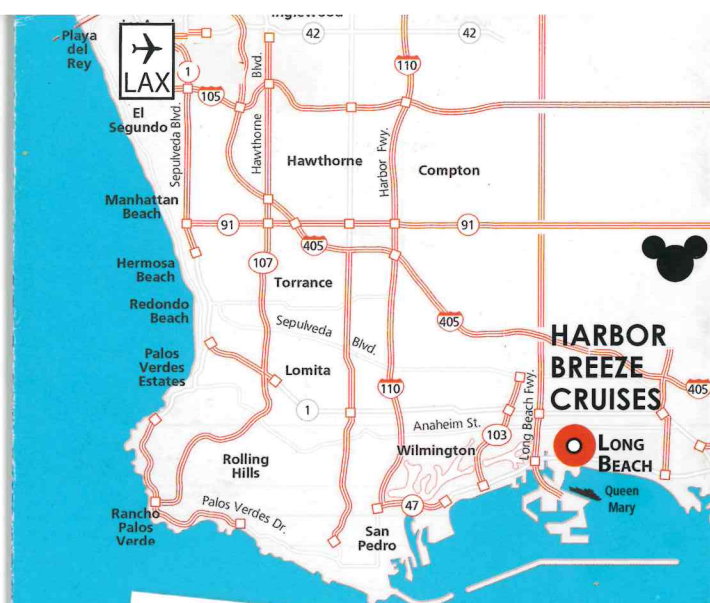 Inglewood
Playa
del
Rey
42
42
LAX
1
110
105
El
Segundo
Sepulveda Blvd.
Hawthorne
Blvd.
Hawthorne
Harbor Fwy.
Compton
Manhattan
Beach
91
91
405
107
Hermosa
Beach
Torrance
Redondo
Beach
Sepulveda
Blvd.
405
HARBOR
BREEZE
CRUISES
Palos
Verdes
Estates
Lomita
110
405
1
Long Beach Fwy.
Anaheim St.
103
Wilmington
LONG
BEACH
Rolling
Hills
Queen
Mary
Palos Verdes Dr.
47
Rancho
Palos
Verde
San
Pedro